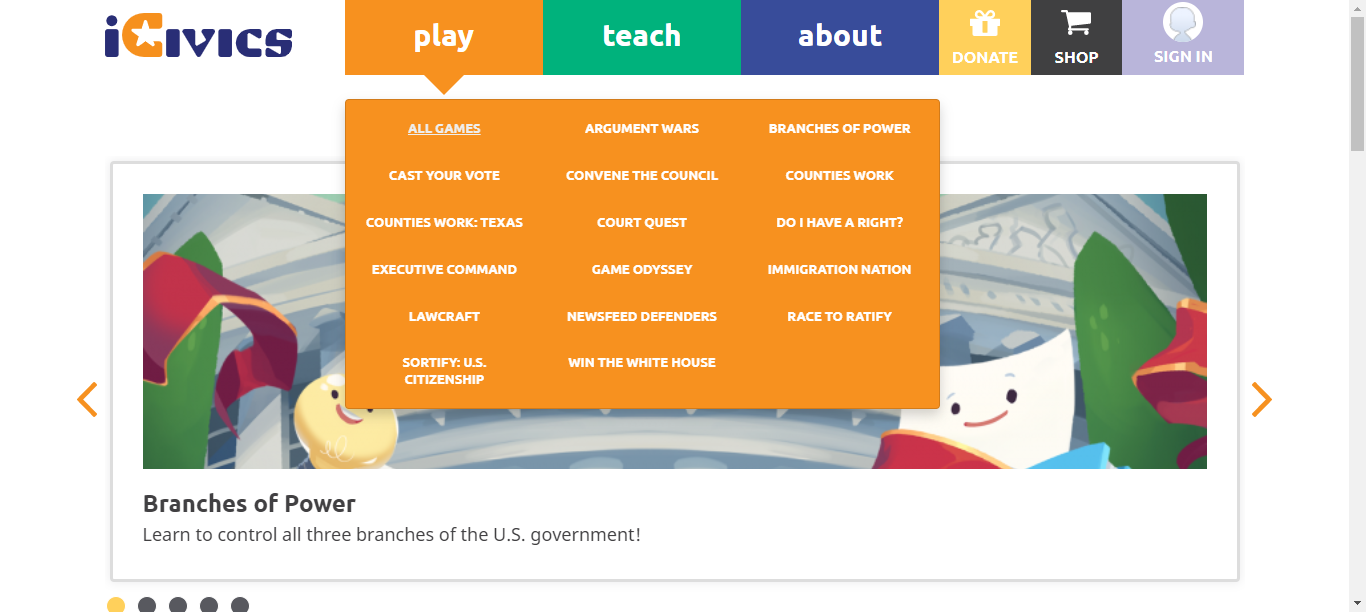 iCivics
play
teach
about
DONATE
SHOP
SIGN IN
ALL GAMES
ARGUMENT WARS
BRANCHES OF POWER
CAST YOUR VOTE
CONVENE THE COUNCIL
COUNTIES WORK
COUNTIES WORK: TEXAS
COURT QUEST
DO I HAVE A RIGHT?
EXECUTIVE COMMAND
GAME ODYSSEY
IMMIGRATION NATION
LAWCRAFT
NEWSFEED DEFENDERS
RACE TO RATIFY
SORTIFY: U.S.
CITIZENSHIP
WIN THE WHITE HOUSE
Branches of Power
Learn to control all three branches of the U.S. government!